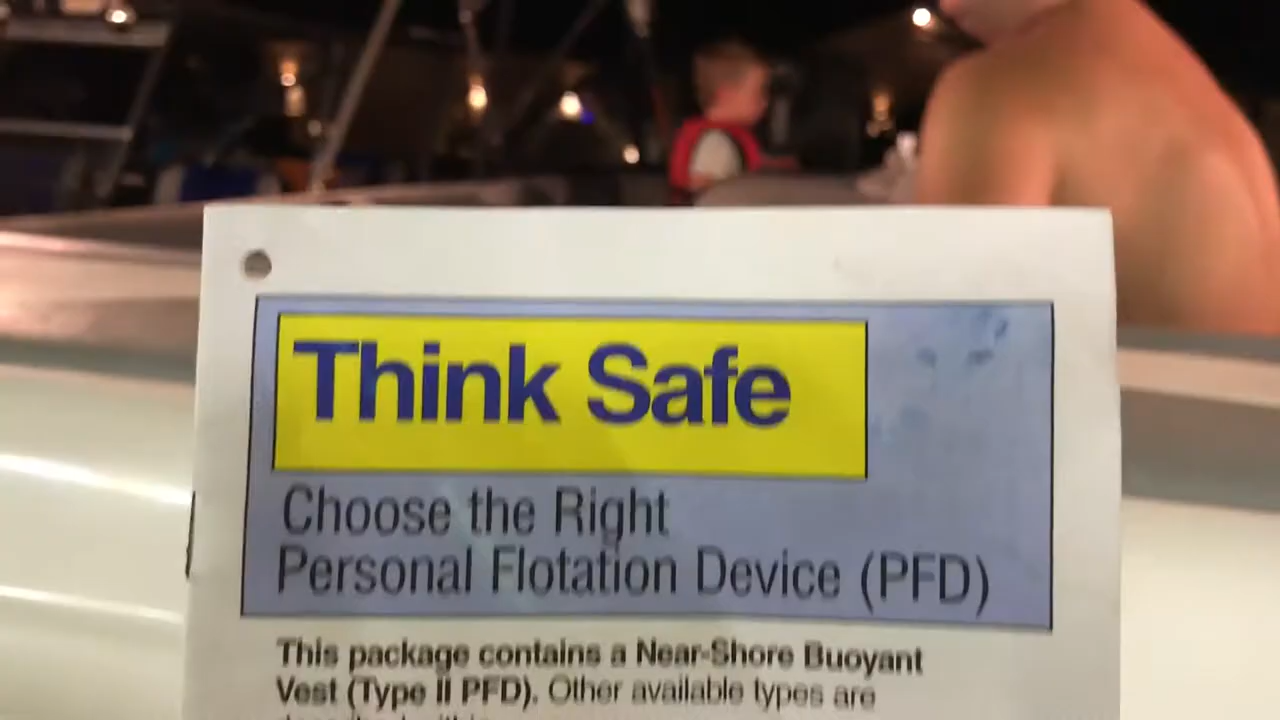 Think Safe
Choose the Right
Personal Flotation Device (PFD)
This package contains a Near-Shore Buoyant
Vest (Type II PFD). Other available types are